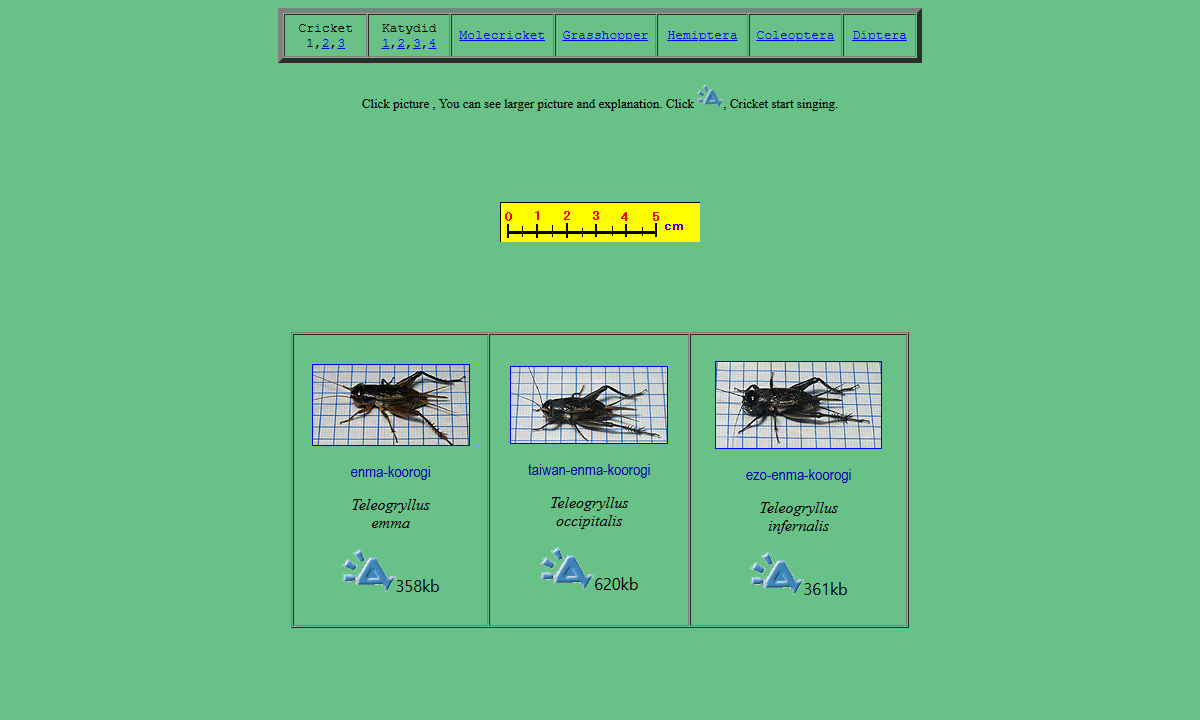 Cricket
1,2,3
Katydid
1,2,3,4
Molecricket
Grasshopper
Hemiptera
Coleoptera
Diptera
Click picture , You can see larger picture and explanation. Click , Cricket start singing.
0 1 2 3 4 5 cm
enma-koorogi
Teleogryllus
emma
358kb
taiwan-enma-koorogi
Teleogryllus
occipitalis
620kb
ezo-enma-koorogi
Teleogryllus
infernalis
361kb